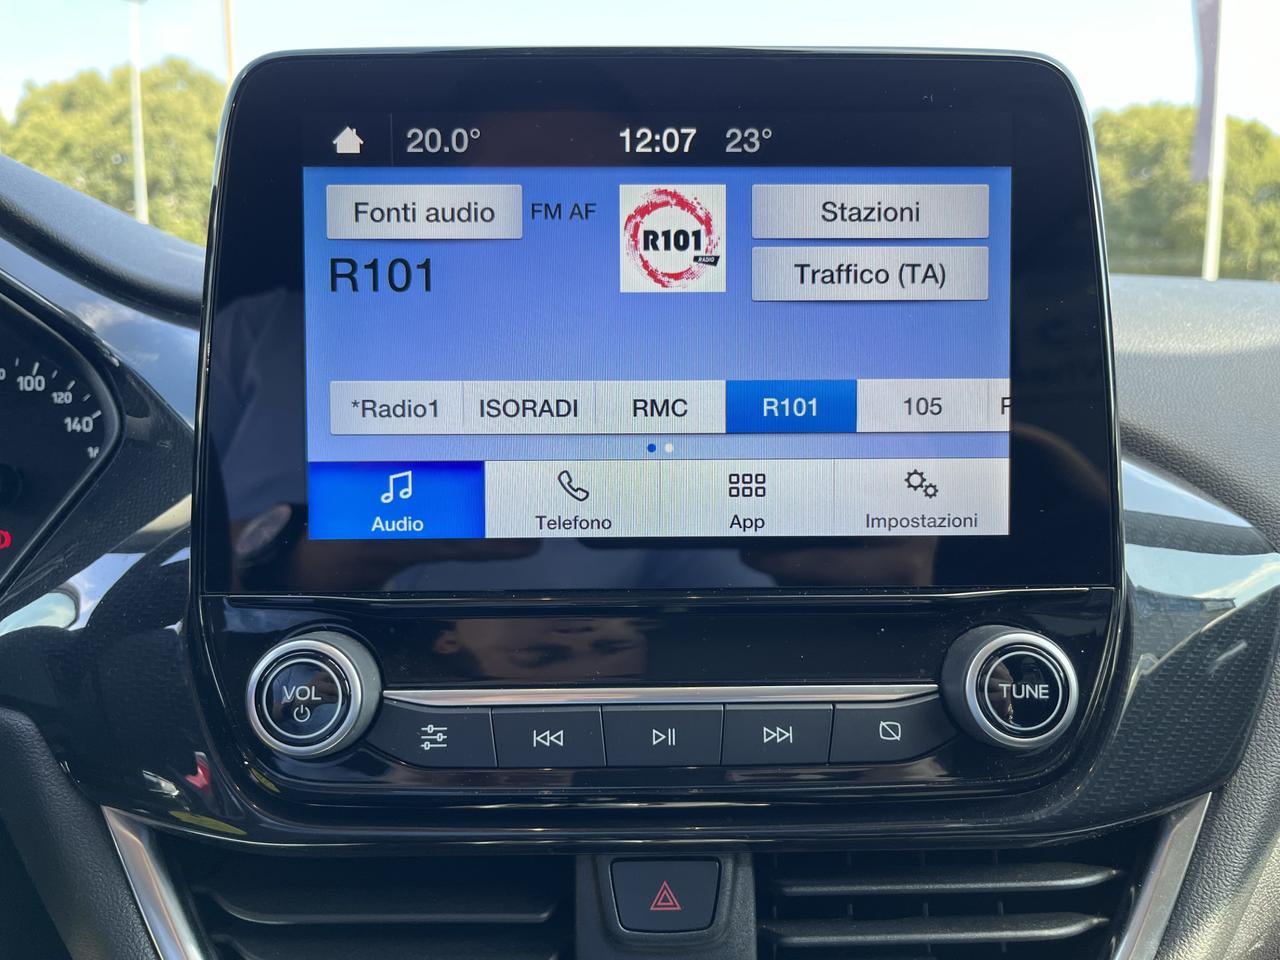 20.0° 12:07 23°
Fonti audio FM AF R101 RADIO Stazioni
R101 Traffico (TA)
*Radio1 ISORADI RMC R101 105
Audio Telefono App Impostazioni
100
120
140
VOL TUNE